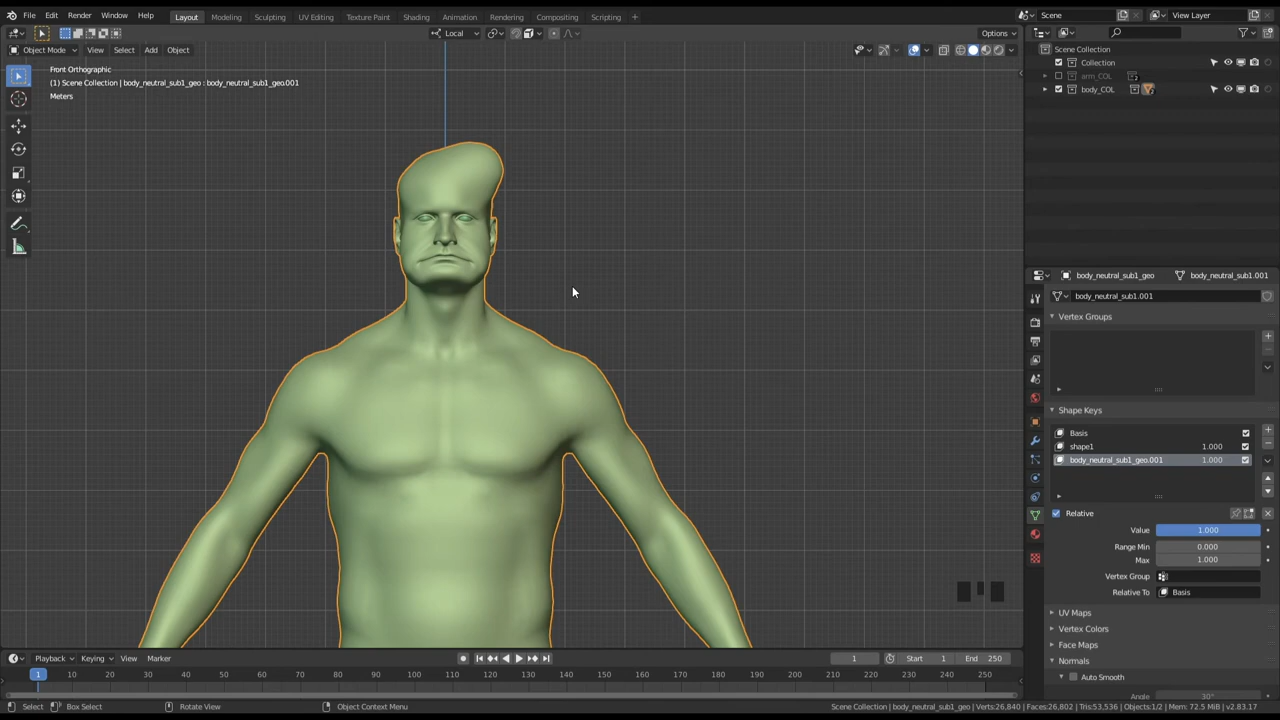 File Edit Render Window Help Layout Modeling Sculpting UV Editing Texture Paint Shading Animation Rendering Compositing Scripting + Scene View Layer
Local Options
Object Mode View Select Add Object
Front Orthographic
(1) Scene Collection | body_neutral_sub1_geo : body_neutral_sub1_geo.001
Meters
Scene Collection
Collection
arm_COL
body_COL
body_neutral_sub1_geo body_neutral_sub1.001
body_neutral_sub1.001
Vertex Groups
Shape Keys
Basis
shape1 1.000
body_neutral_sub1_geo.001 1.000
Relative
Value 1.000
Range Min 0.000
Max 1.000
Vertex Group
Relative To Basis
UV Maps
Vertex Colors
Face Maps
Normals
Auto Smooth
Angle 30°
Playback Keying View Marker 1 Start 1 End 250
1 10 20 30 40 50 60 70 80 90 100 110 120 130 140 150 160 170 180 190 200 210 220 230 240 250
Select Box Select Rotate View Object Context Menu Scene Collection | body_neutral_sub1_geo | Verts:26,840 | Faces:26,802 | Tris:53,536 | Objects:1/2 | Mem: 72.5 MiB | v2.83.17